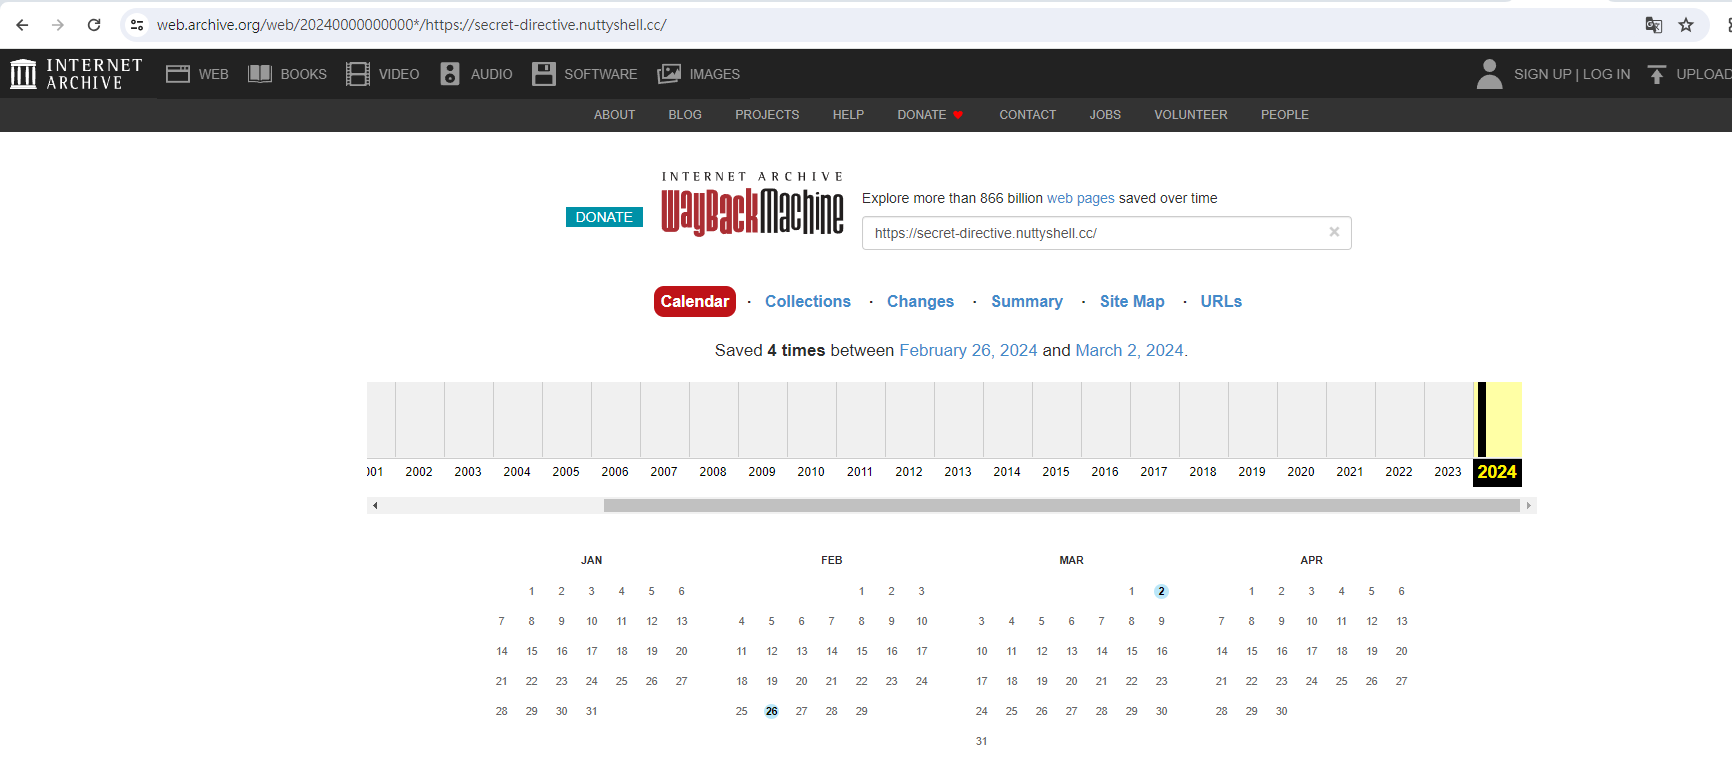 web.archive.org/web/20240000000000*/https://secret-directive.nuttyshell.cc/
INTERNET ARCHIVE WEB BOOKS VIDEO AUDIO SOFTWARE IMAGES SIGN UP | LOG IN UPLOAD
ABOUT BLOG PROJECTS HELP DONATE CONTACT JOBS VOLUNTEER PEOPLE
INTERNET ARCHIVE
DONATE WayBackMachine Explore more than 866 billion web pages saved over time
https://secret-directive.nuttyshell.cc/ ×
Calendar · Collections · Changes · Summary · Site Map · URLs
Saved 4 times between February 26, 2024 and March 2, 2024.
2002 2003 2004 2005 2006 2007 2008 2009 2010 2011 2012 2013 2014 2015 2016 2017 2018 2019 2020 2021 2022 2023 2024
JAN
1 2 3 4 5 6
7 8 9 10 11 12 13
14 15 16 17 18 19 20
21 22 23 24 25 26 27
28 29 30 31
FEB
1 2 3
4 5 6 7 8 9 10
11 12 13 14 15 16 17
18 19 20 21 22 23 24
25 26 27 28 29
MAR
1 2
3 4 5 6 7 8 9
10 11 12 13 14 15 16
17 18 19 20 21 22 23
24 25 26 27 28 29 30
31
APR
1 2 3 4 5 6
7 8 9 10 11 12 13
14 15 16 17 18 19 20
21 22 23 24 25 26 27
28 29 30